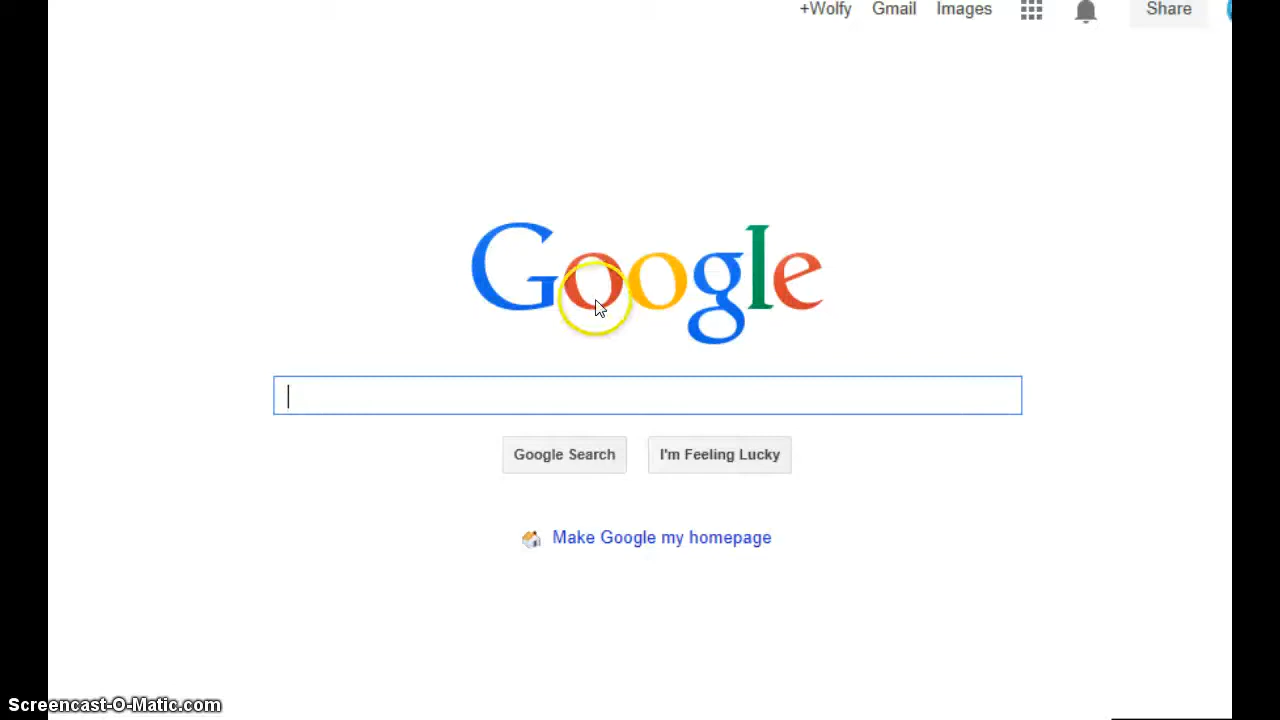 +Wolfy Gmail Images Share
Google
Google Search I'm Feeling Lucky
Make Google my homepage
Screencast-O-Matic.com